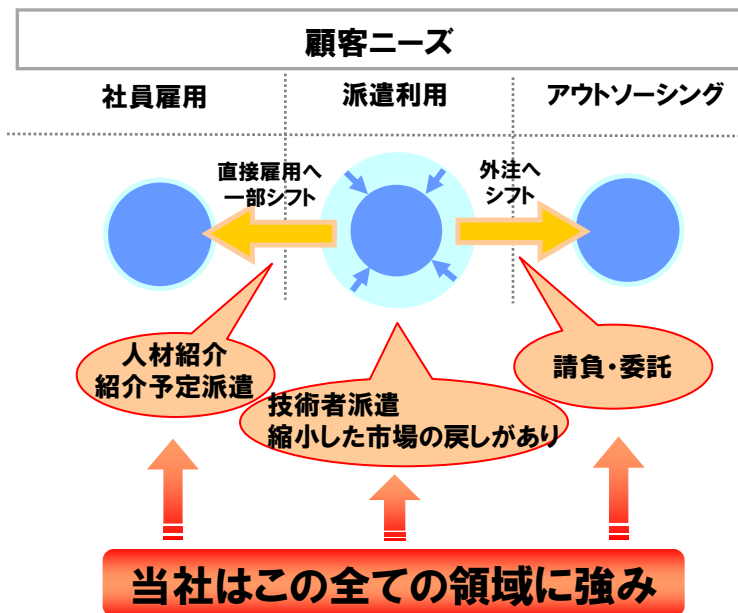 顧客ニーズ
社員雇用
派遣利用
アウトソーシング
直接雇用へ
一部シフト
外注へ
シフト
人材紹介
紹介予定派遣
技術者派遣
縮小した市場の戻しがあり
請負・委託
当社はこの全ての領域に強み